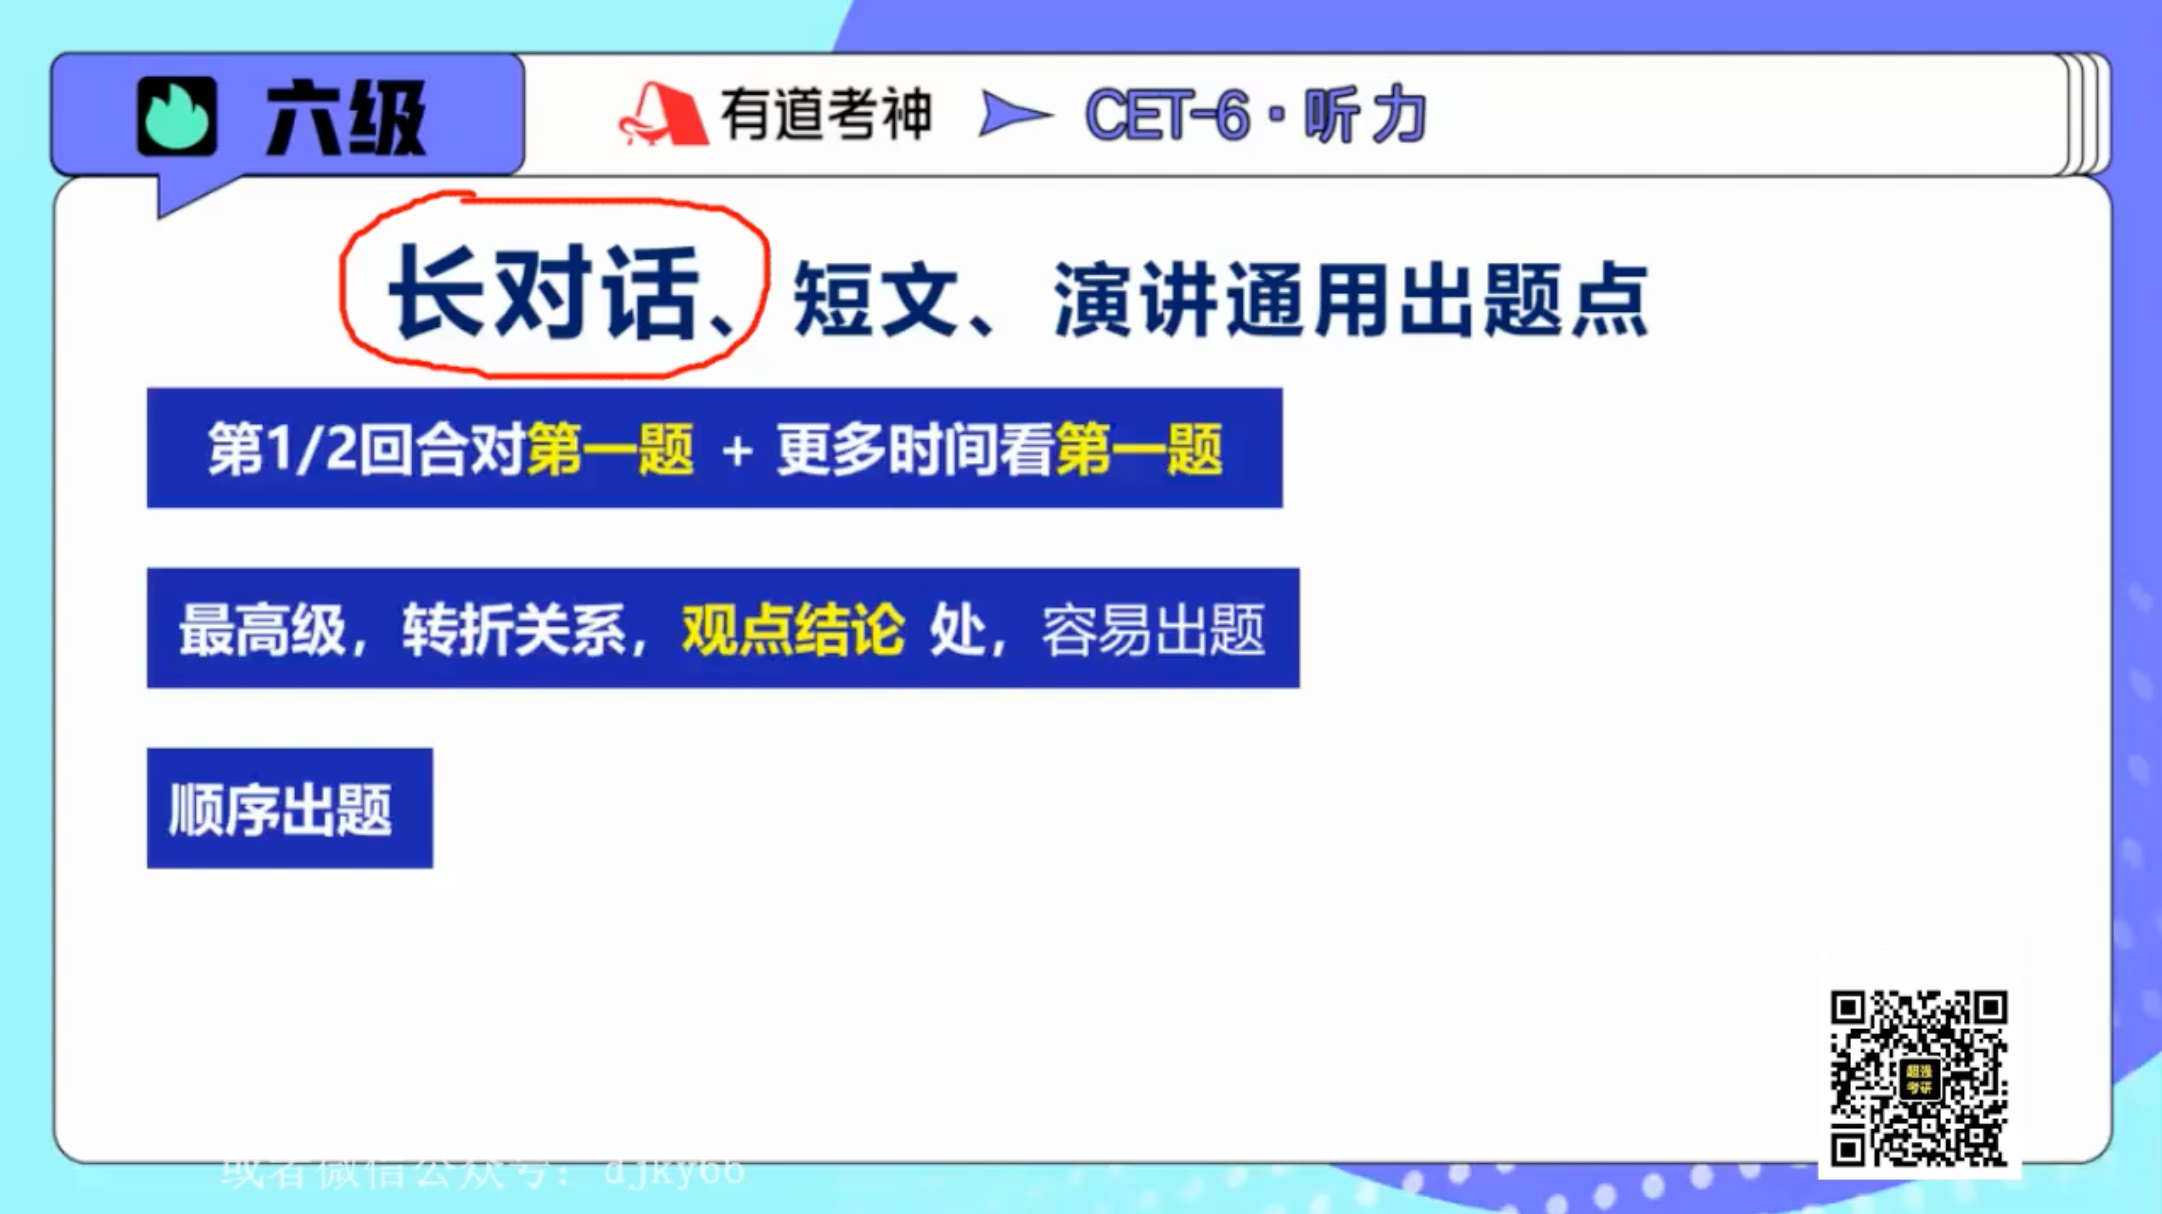 六级
有道考神 CET-6·听力
长对话、短文、演讲通用出题点
第1/2回合对第一题 + 更多时间看第一题
最高级，转折关系，观点结论 处，容易出题
顺序出题
超强
考研
或者微信公众号：djky66